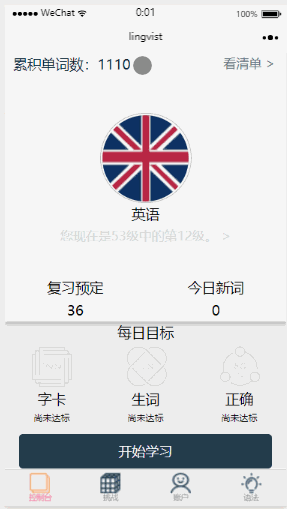 WeChat 0:01 100%
lingvist
累积单词数：1110 看清单 >
英语
您现在是53级中的第12级。 >
复习预定 今日新词
36 0
每日目标
字卡 生词 正确
尚未达标 尚未达标 尚未达标
开始学习
控制台 挑战 账户 语法